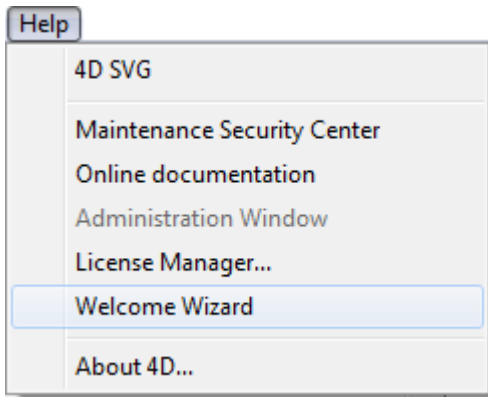 Help
4D SVG
Maintenance Security Center
Online documentation
Administration Window
License Manager...
Welcome Wizard
About 4D...